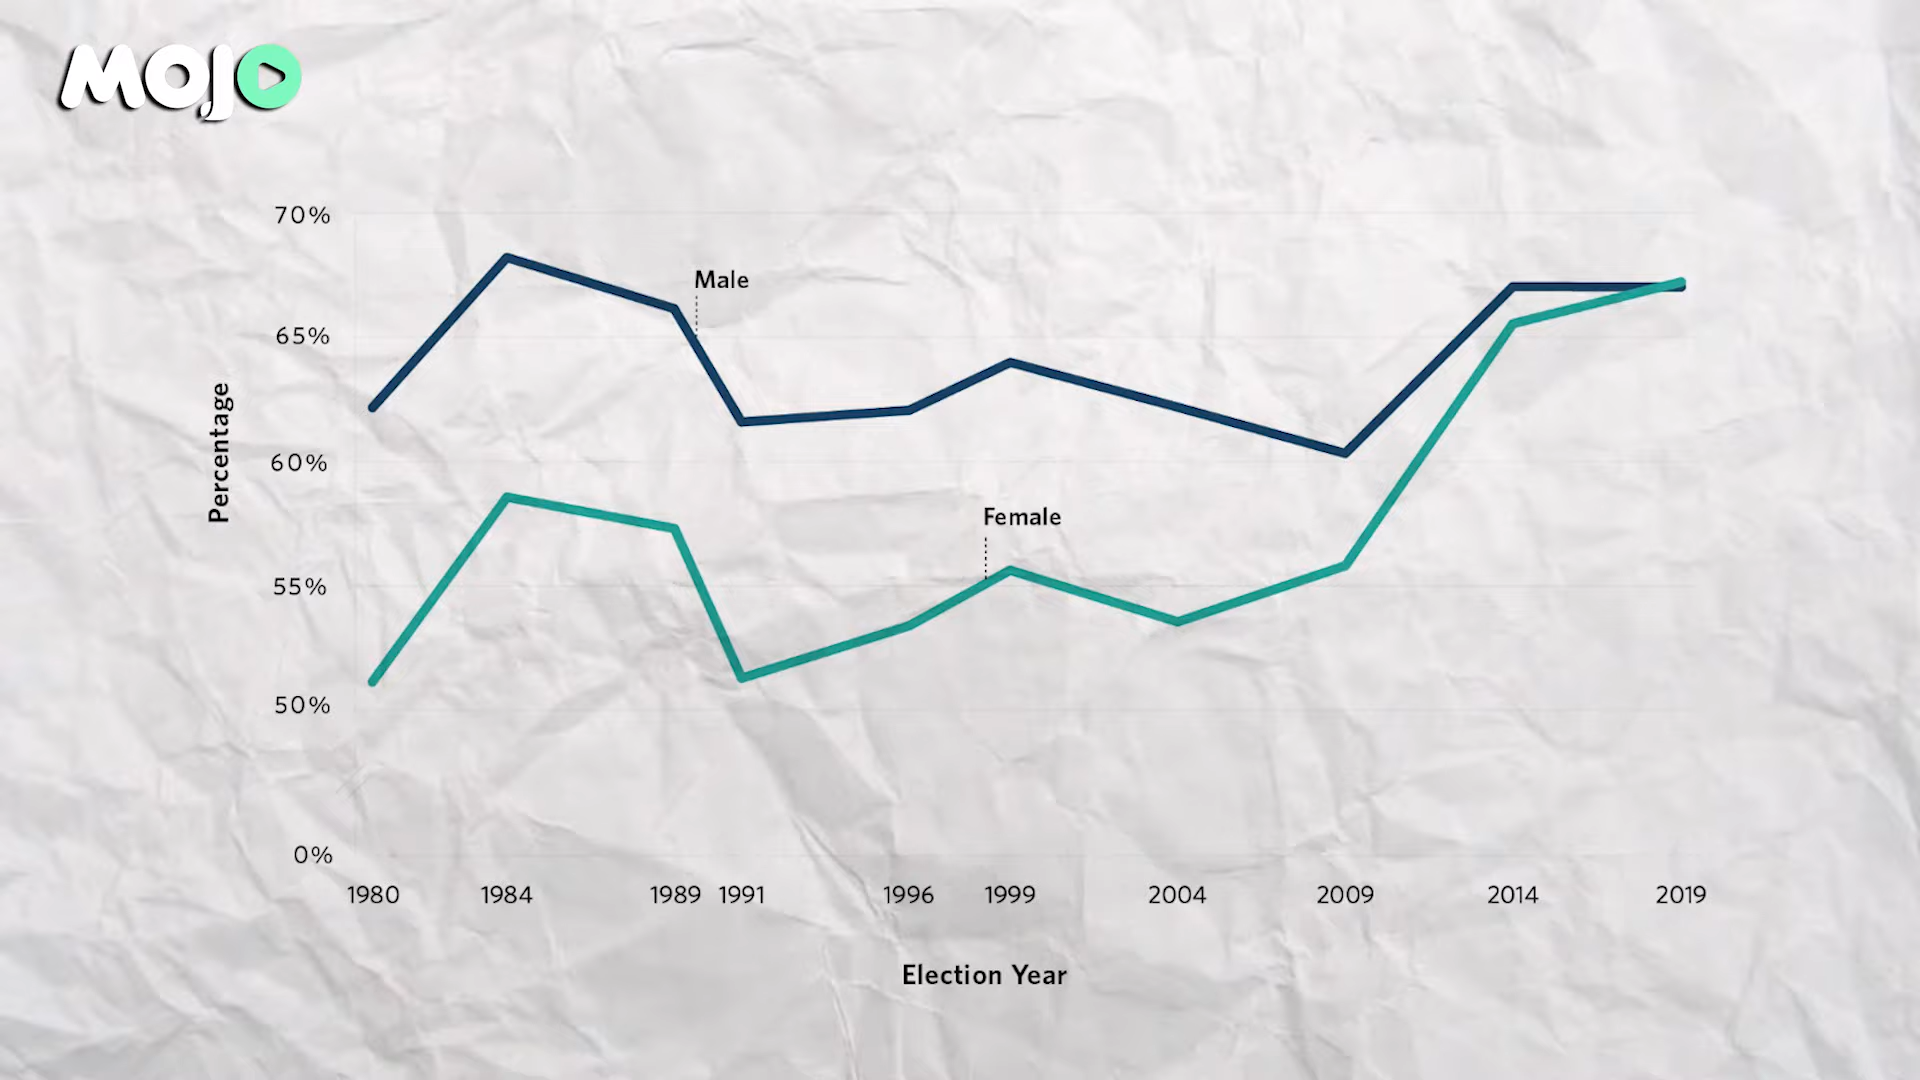 MOJO
70%
Male
65%
Percentage
60%
Female
55%
50%
0%
1980 1984 1989 1991 1996 1999 2004 2009 2014 2019
Election Year